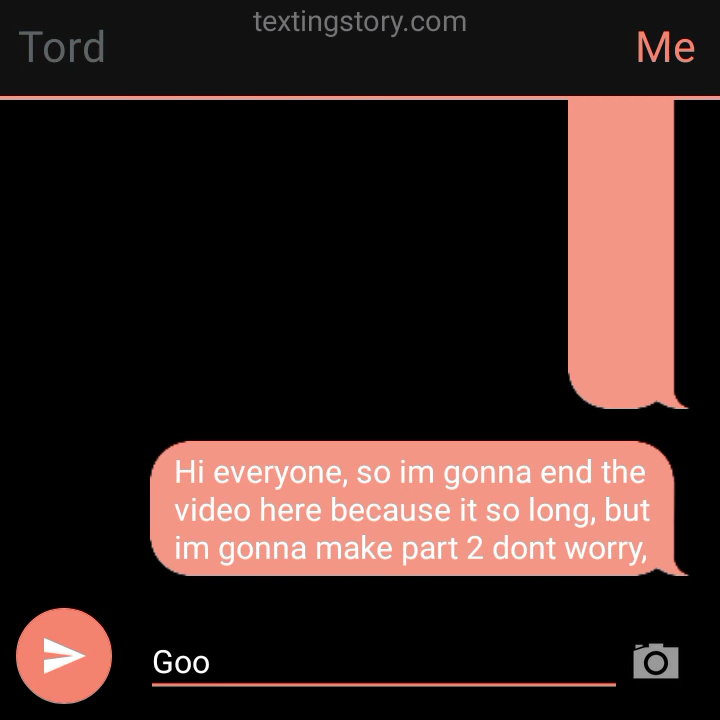 textingstory.com
Tord
Me
Hi everyone, so im gonna end the
video here because it so long, but
im gonna make part 2 dont worry,
Goo